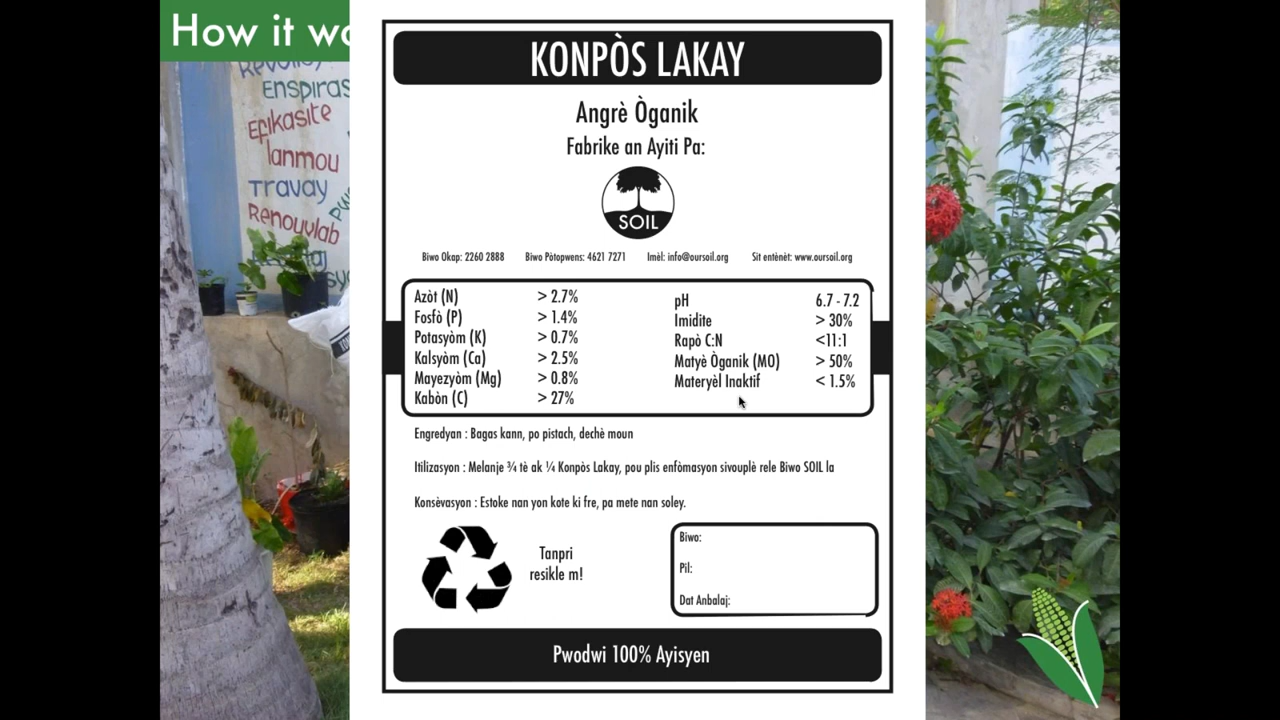 How it
Revoliy
Enspiras
Efikasite
lanmou
Travay
Renouvlab
KONPÒS LAKAY
Angrè Òganik
Fabrike an Ayiti Pa:
SOIL
Biwo Okap: 2260 2888 Biwo Pòtopwens: 4621 7271 Imèl: info@oursoil.org Sit entènèt: www.oursoil.org
Azòt (N) > 2.7%
Fosfò (P) > 1.4%
Potasyòm (K) > 0.7%
Kalsyòm (Ca) > 2.5%
Mayezyòm (Mg) > 0.8%
Kabòn (C) > 27%
pH 6.7 - 7.2
Imidite > 30%
Rapò C:N <11:1
Matyè Òganik (MO) > 50%
Materyèl Inaktif < 1.5%
Engredyan : Bagas kann, po pistach, dechè moun
Itilizasyon : Melanje ¾ tè ak ¼ Konpòs Lakay, pou plis enfòmasyon sivouplè rele Biwo SOIL la
Konsèvasyon : Estoke nan yon kote ki fre, pa mete nan soley.
Tanpri
resikle m!
Biwo:
Pil:
Dat Anbalaj:
Pwodwi 100% Ayisyen